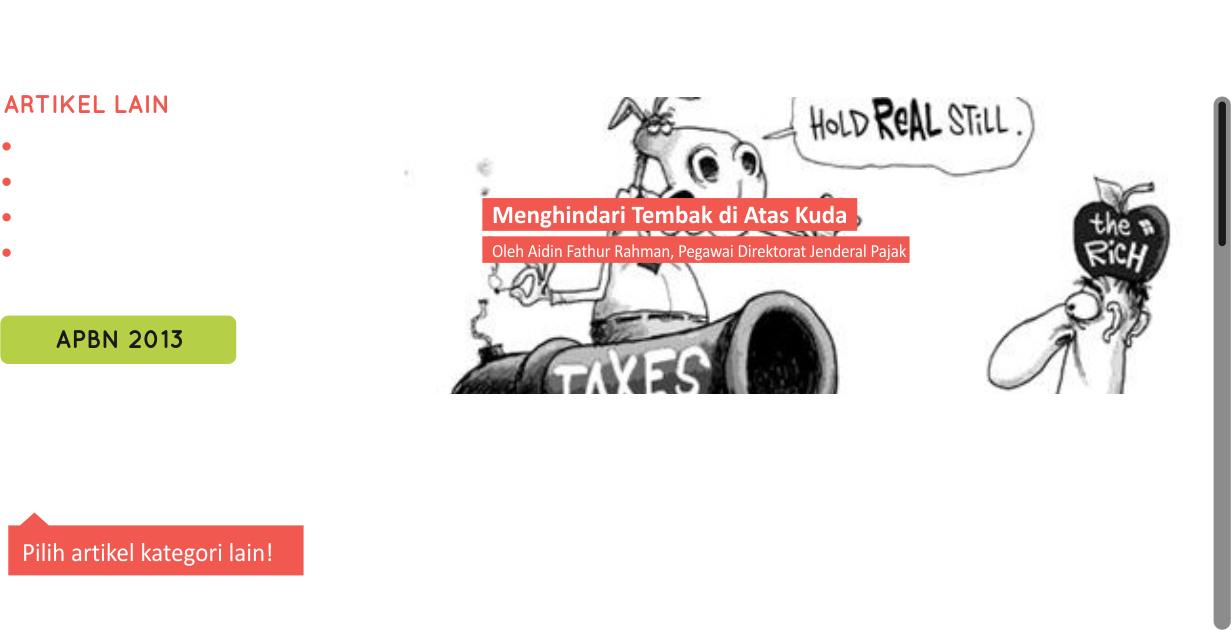 ARTIKEL LAIN
APBN 2013
Pilih artikel kategori lain!
HOLD REAL STILL.
Menghindari Tembak di Atas Kuda
Oleh Aidin Fathur Rahman, Pegawai Direktorat Jenderal Pajak
the
RICH
TAXES